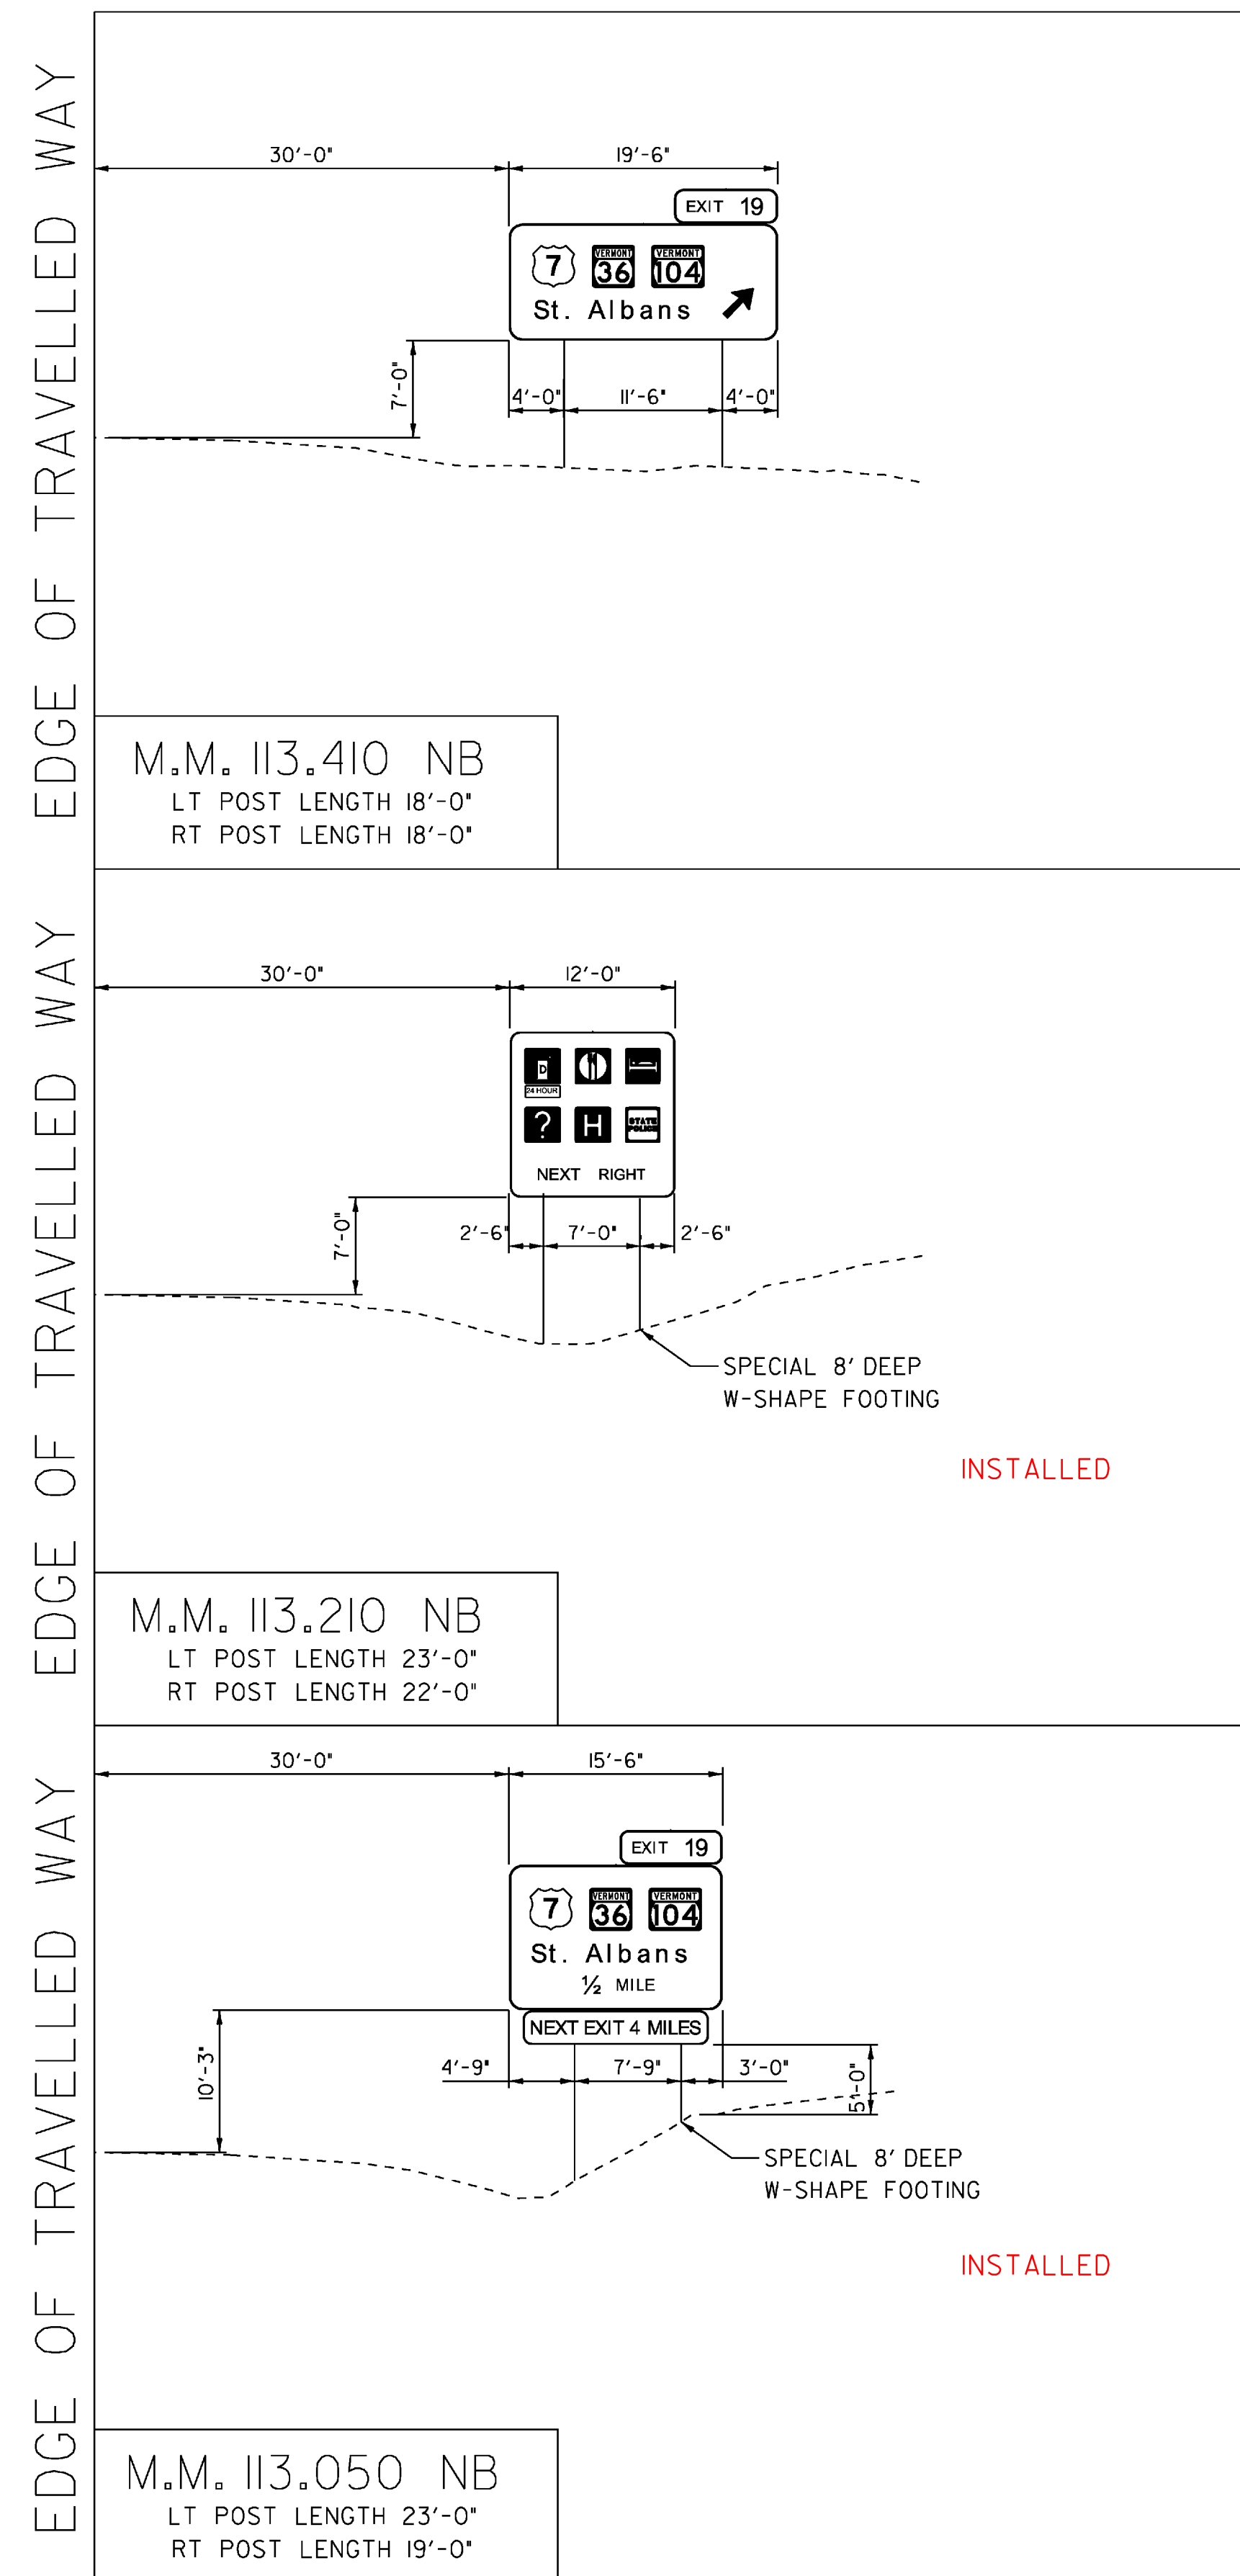 EDGE OF TRAVELLED WAY
30'-0"
19'-6"
EXIT 19
7
VERMONT
36
VERMONT
104
St. Albans
7'-0"
4'-0"
11'-6"
4'-0"
M.M. 113.410 NB
LT POST LENGTH 18'-0"
RT POST LENGTH 18'-0"
EDGE OF TRAVELLED WAY
30'-0"
12'-0"
D
24 HOUR
?
H
STATE
POLICE
NEXT RIGHT
7'-0"
2'-6"
7'-0"
2'-6"
SPECIAL 8' DEEP
W-SHAPE FOOTING
INSTALLED
M.M. 113.210 NB
LT POST LENGTH 23'-0"
RT POST LENGTH 22'-0"
EDGE OF TRAVELLED WAY
30'-0"
15'-6"
EXIT 19
7
VERMONT
36
VERMONT
104
St. Albans
½ MILE
NEXT EXIT 4 MILES
10'-3"
4'-9"
7'-9"
3'-0"
5'-0"
SPECIAL 8' DEEP
W-SHAPE FOOTING
INSTALLED
M.M. 113.050 NB
LT POST LENGTH 23'-0"
RT POST LENGTH 19'-0"